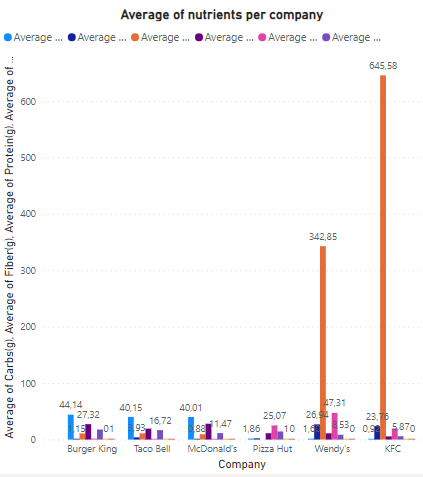 Average of nutrients per company
Average ... Average ... Average ... Average ... Average ... Average ...
Average of Carbs(g), Average of Fiber(g), Average of Protein(g), Average of ...
600
500
400
300
200
100
0
645,58
342,85
44,14
27,32
40,15
16,72
40,01
11,47
1,86
25,07
10
26,94
47,31
23,76
5,87
0
Burger King
Taco Bell
McDonald's
Pizza Hut
Wendy's
KFC
Company